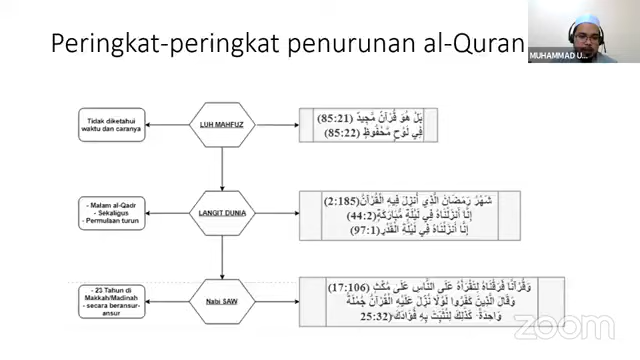 Peringkat-peringkat penurunan al-Quran
MUHAMMAD U...
Tidak diketahui
waktu dan caranya
LUH MAHFUZ
بَلْ هُوَ قُرْآنٌ مَّجِيدٌ (85:21)
فِي لَوْحٍ مَّحْفُوظٍ (85:22)
- Malam al-Qadr
- Sekaligus
- Permulaan turun
LANGIT DUNIA
شَهْرُ رَمَضَانَ الَّذِي أُنزِلَ فِيهِ الْقُرْآنُ (2:185)
إِنَّا أَنزَلْنَاهُ فِي لَيْلَةٍ مُّبَارَكَةٍ (44:2)
إِنَّا أَنزَلْنَاهُ فِي لَيْلَةِ الْقَدْرِ (97:1)
- 23 Tahun di
Makkah/Madinah
- secara beransur-
ansur
Nabi SAW
وَقُرْآنًا فَرَقْنَاهُ لِتَقْرَأَهُ عَلَى النَّاسِ عَلَىٰ مُكْثٍ (17:106)
وَقَالَ الَّذِينَ كَفَرُوا لَوْلَا نُزِّلَ عَلَيْهِ الْقُرْآنُ جُمْلَةً
وَاحِدَةً ۚ كَذَٰلِكَ لِنُثَبِّتَ بِهِ فُؤَادَكَ (25:32
zoom